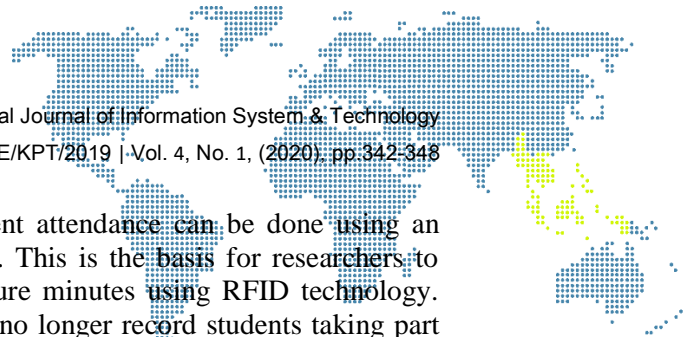 al Journal of Information System & Technology
E/KPT/2019 | Vol. 4, No. 1, (2020), pp.342-348
ent attendance can be done using an
. This is the basis for researchers to
ure minutes using RFID technology.
no longer record students taking part